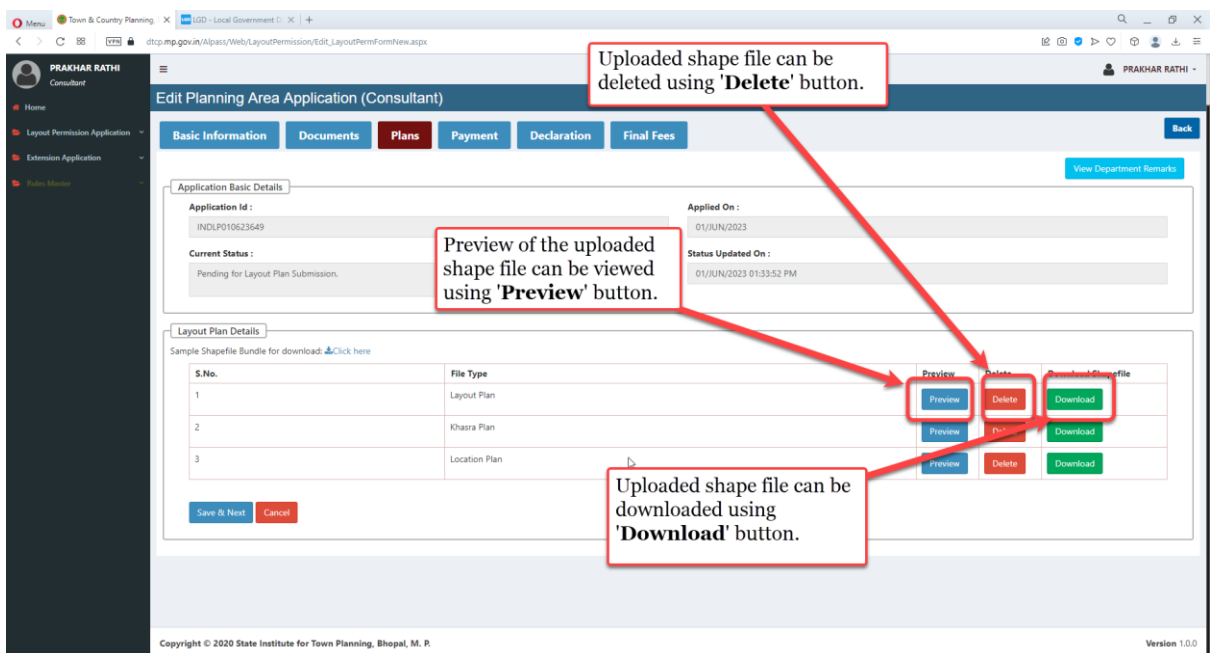 Menu
Town & Country Planning,
LGD - Local Government D
VPN
dtcp.mp.gov.in/Alpass/Web/LayoutPermission/Edit_LayoutPermFormNew.aspx
PRAKHAR RATHI
Consultant
PRAKHAR RATHI
Home
Layout Permission Application
Extension Application
Rules Master
Edit Planning Area Application (Consultant)
Uploaded shape file can be
deleted using 'Delete' button.
Basic Information Documents Plans Payment Declaration Final Fees
Back
View Department Remarks
Application Basic Details
Application Id :
INDLP010623649
Applied On :
01/JUN/2023
Current Status :
Pending for Layout Plan Submission.
Status Updated On :
01/JUN/2023 01:33:52 PM
Preview of the uploaded
shape file can be viewed
using 'Preview' button.
Layout Plan Details
Sample Shapefile Bundle for download: Click here
S.No. File Type Preview Delete Download Shapefile
1 Layout Plan Preview Delete Download
2 Khasra Plan Preview Delete Download
3 Location Plan Preview Delete Download
Uploaded shape file can be
downloaded using
'Download' button.
Save & Next Cancel
Copyright © 2020 State Institute for Town Planning, Bhopal, M. P.
Version 1.0.0